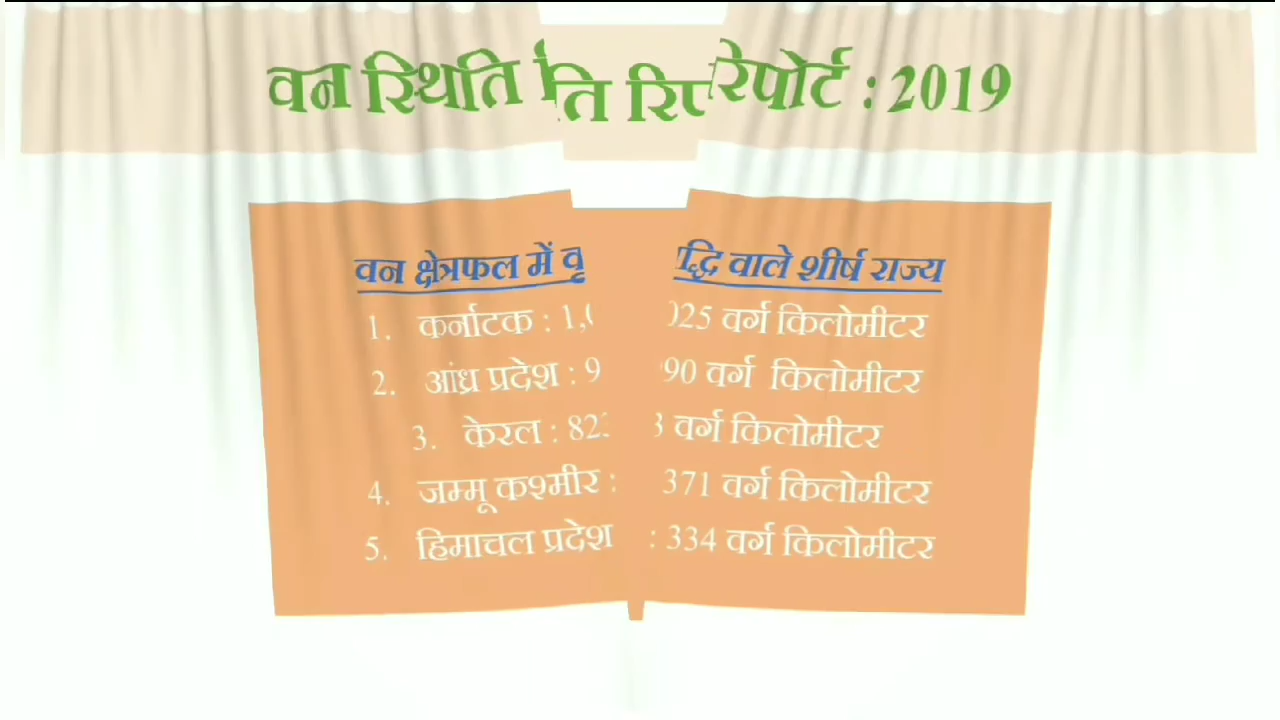 वन स्थिति रिपोर्ट : 2019
वन क्षेत्रफल में वृद्धि वाले शीर्ष राज्य
1. कर्नाटक : 1,025 वर्ग किलोमीटर
2. आंध्र प्रदेश : 990 वर्ग किलोमीटर
3. केरल : 823 वर्ग किलोमीटर
4. जम्मू कश्मीर : 371 वर्ग किलोमीटर
5. हिमाचल प्रदेश : 334 वर्ग किलोमीटर